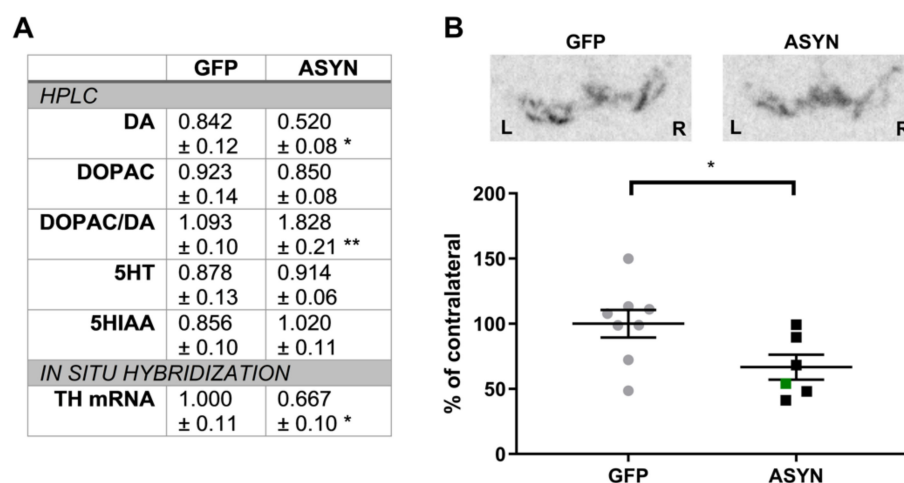 A
GFP ASYN
HPLC
DA 0.842 0.520
± 0.12 ± 0.08 *
DOPAC 0.923 0.850
± 0.14 ± 0.08
DOPAC/DA 1.093 1.828
± 0.10 ± 0.21 **
5HT 0.878 0.914
± 0.13 ± 0.06
5HIAA 0.856 1.020
± 0.10 ± 0.11
IN SITU HYBRIDIZATION
TH mRNA 1.000 0.667
± 0.11 ± 0.10 *
B
GFP ASYN
L R L R
*
200
150
100
50
0
% of contralateral
GFP ASYN